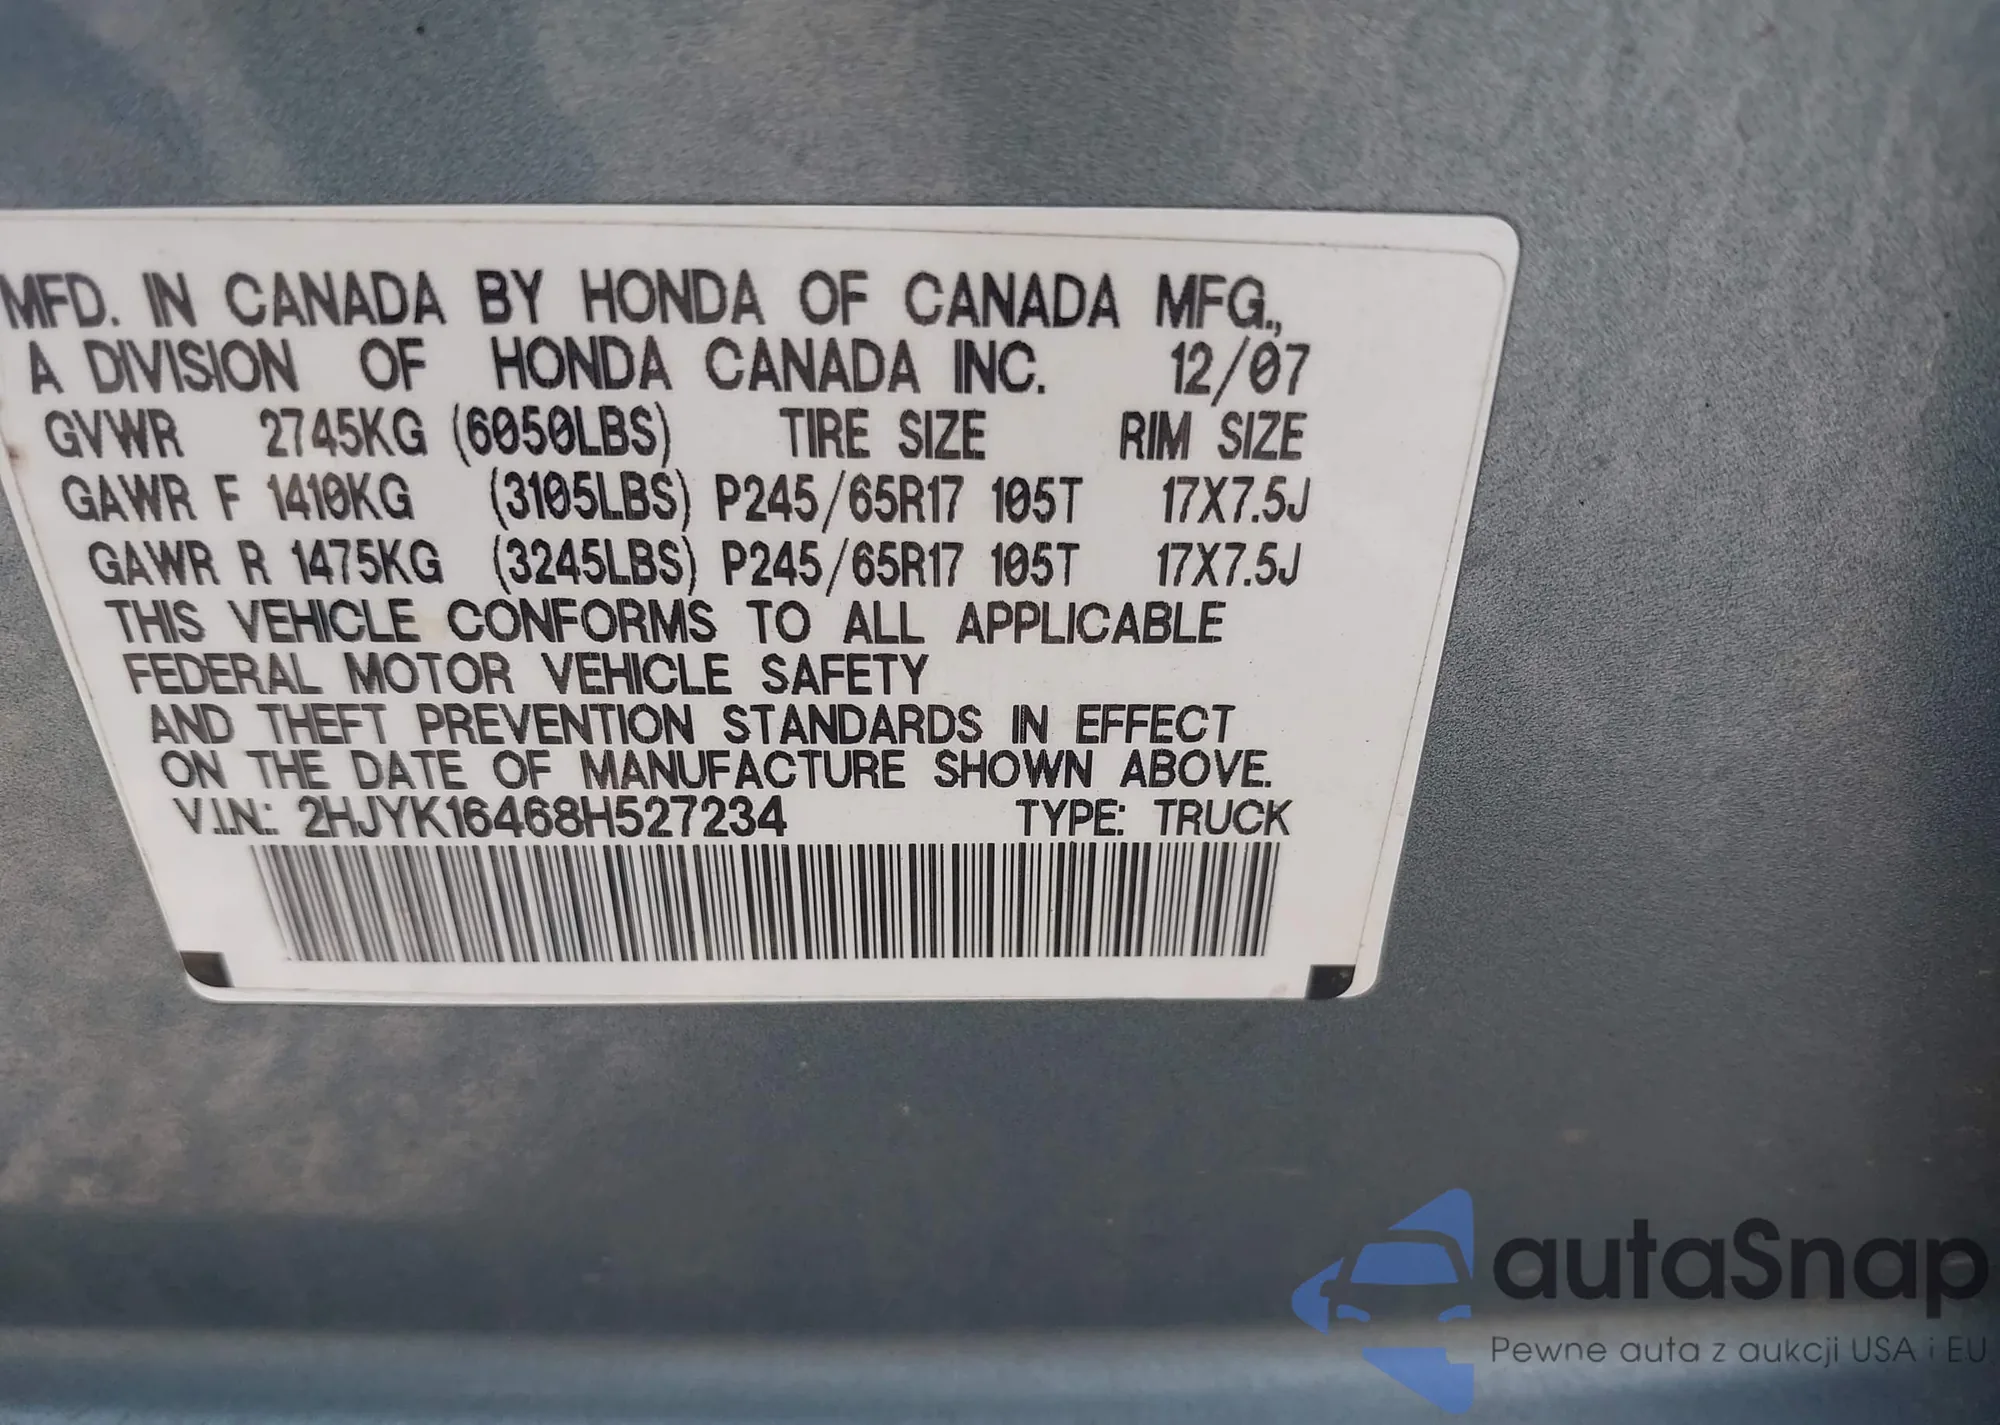 MFD. IN CANADA BY HONDA OF CANADA MFG.,
A DIVISION OF HONDA CANADA INC. 12/07
GVWR 2745KG (6050LBS) TIRE SIZE RIM SIZE
GAWR F 1410KG (3105LBS) P245/65R17 105T 17X7.5J
GAWR R 1475KG (3245LBS) P245/65R17 105T 17X7.5J
THIS VEHICLE CONFORMS TO ALL APPLICABLE
FEDERAL MOTOR VEHICLE SAFETY
AND THEFT PREVENTION STANDARDS IN EFFECT
ON THE DATE OF MANUFACTURE SHOWN ABOVE.
V.I.N.: 2HJYK16468H527234 TYPE: TRUCK
autaSnap
Pewne auta z aukcji USA i EU